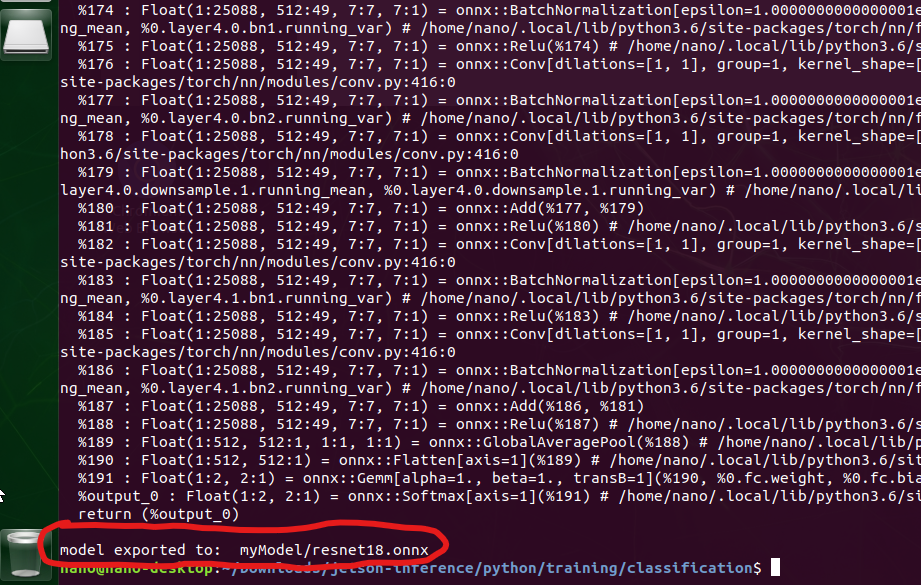 %174 : Float(1:25088, 512:49, 7:7, 7:1) = onnx::BatchNormalization[epsilon=1.0000000000000001e
ng_mean, %0.layer4.0.bn1.running_var) # /home/nano/.local/lib/python3.6/site-packages/torch/nn/f
%175 : Float(1:25088, 512:49, 7:7, 7:1) = onnx::Relu(%174) # /home/nano/.local/lib/python3.6/s
%176 : Float(1:25088, 512:49, 7:7, 7:1) = onnx::Conv[dilations=[1, 1], group=1, kernel_shape=[
site-packages/torch/nn/modules/conv.py:416:0
%177 : Float(1:25088, 512:49, 7:7, 7:1) = onnx::BatchNormalization[epsilon=1.0000000000000001e
ng_mean, %0.layer4.0.bn2.running_var) # /home/nano/.local/lib/python3.6/site-packages/torch/nn/f
%178 : Float(1:25088, 512:49, 7:7, 7:1) = onnx::Conv[dilations=[1, 1], group=1, kernel_shape=[
hon3.6/site-packages/torch/nn/modules/conv.py:416:0
%179 : Float(1:25088, 512:49, 7:7, 7:1) = onnx::BatchNormalization[epsilon=1.0000000000000001e
layer4.0.downsample.1.running_mean, %0.layer4.0.downsample.1.running_var) # /home/nano/.local/li
%180 : Float(1:25088, 512:49, 7:7, 7:1) = onnx::Add(%177, %179)
%181 : Float(1:25088, 512:49, 7:7, 7:1) = onnx::Relu(%180) # /home/nano/.local/lib/python3.6/s
%182 : Float(1:25088, 512:49, 7:7, 7:1) = onnx::Conv[dilations=[1, 1], group=1, kernel_shape=[
site-packages/torch/nn/modules/conv.py:416:0
%183 : Float(1:25088, 512:49, 7:7, 7:1) = onnx::BatchNormalization[epsilon=1.0000000000000001e
ng_mean, %0.layer4.1.bn1.running_var) # /home/nano/.local/lib/python3.6/site-packages/torch/nn/f
%184 : Float(1:25088, 512:49, 7:7, 7:1) = onnx::Relu(%183) # /home/nano/.local/lib/python3.6/s
%185 : Float(1:25088, 512:49, 7:7, 7:1) = onnx::Conv[dilations=[1, 1], group=1, kernel_shape=[
site-packages/torch/nn/modules/conv.py:416:0
%186 : Float(1:25088, 512:49, 7:7, 7:1) = onnx::BatchNormalization[epsilon=1.0000000000000001e
ng_mean, %0.layer4.1.bn2.running_var) # /home/nano/.local/lib/python3.6/site-packages/torch/nn/f
%187 : Float(1:25088, 512:49, 7:7, 7:1) = onnx::Add(%186, %181)
%188 : Float(1:25088, 512:49, 7:7, 7:1) = onnx::Relu(%187) # /home/nano/.local/lib/python3.6/s
%189 : Float(1:512, 512:1, 1:1, 1:1) = onnx::GlobalAveragePool(%188) # /home/nano/.local/lib/p
%190 : Float(1:512, 512:1) = onnx::Flatten[axis=1](%189) # /home/nano/.local/lib/python3.6/sit
%191 : Float(1:2, 2:1) = onnx::Gemm[alpha=1., beta=1., transB=1](%190, %0.fc.weight, %0.fc.bia
%output_0 : Float(1:2, 2:1) = onnx::Softmax[axis=1](%191) # /home/nano/.local/lib/python3.6/si
return (%output_0)
model exported to:  myModel/resnet18.onnx
nano@nano-desktop:~/Downloads/jetson-inference/python/training/classification$